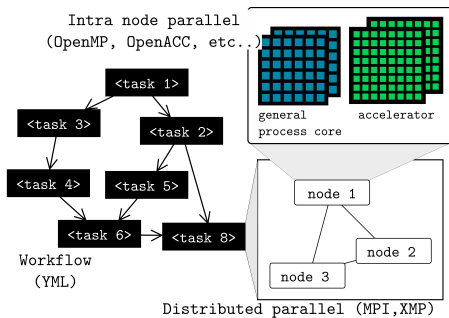 Intra node parallel
(OpenMP, OpenACC, etc..)
general
process core
accelerator
<task 1>
<task 3>
<task 2>
<task 4>
<task 5>
<task 6>
<task 8>
node 1
node 2
node 3
Workflow
(YML)
Distributed parallel (MPI,XMP)